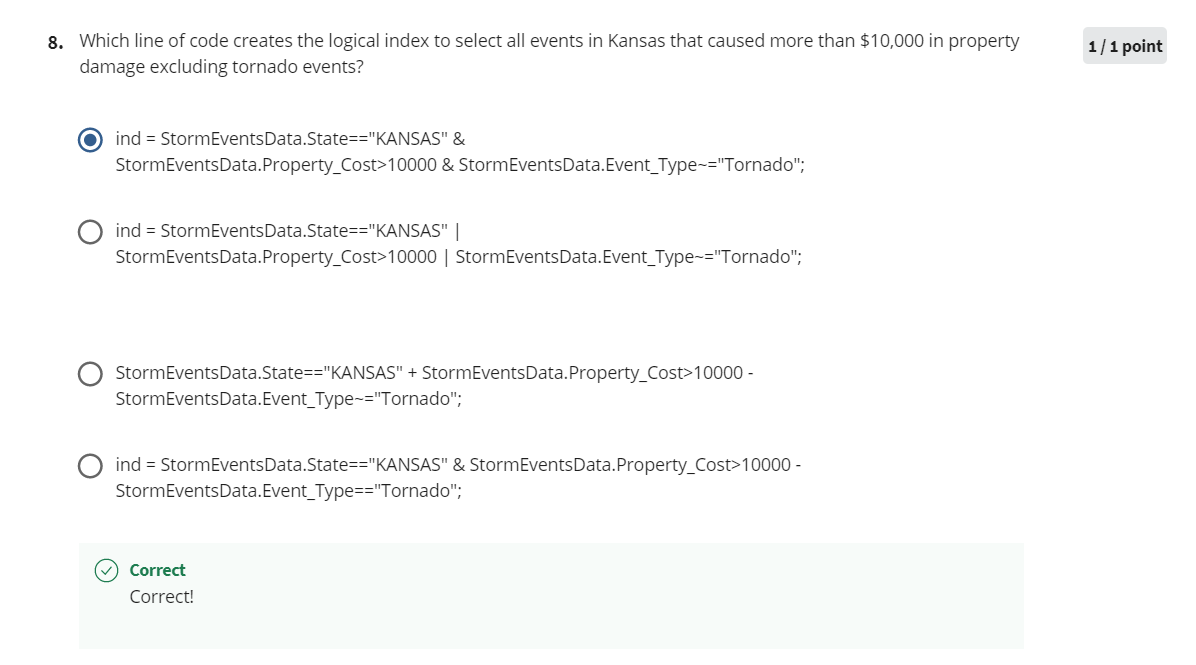 8. Which line of code creates the logical index to select all events in Kansas that caused more than $10,000 in property
damage excluding tornado events?
1 / 1 point
ind = StormEventsData.State=="KANSAS" &
StormEventsData.Property_Cost>10000 & StormEventsData.Event_Type~="Tornado";
ind = StormEventsData.State=="KANSAS" |
StormEventsData.Property_Cost>10000 | StormEventsData.Event_Type~="Tornado";
StormEventsData.State=="KANSAS" + StormEventsData.Property_Cost>10000 -
StormEventsData.Event_Type~="Tornado";
ind = StormEventsData.State=="KANSAS" & StormEventsData.Property_Cost>10000 -
StormEventsData.Event_Type=="Tornado";
Correct
Correct!